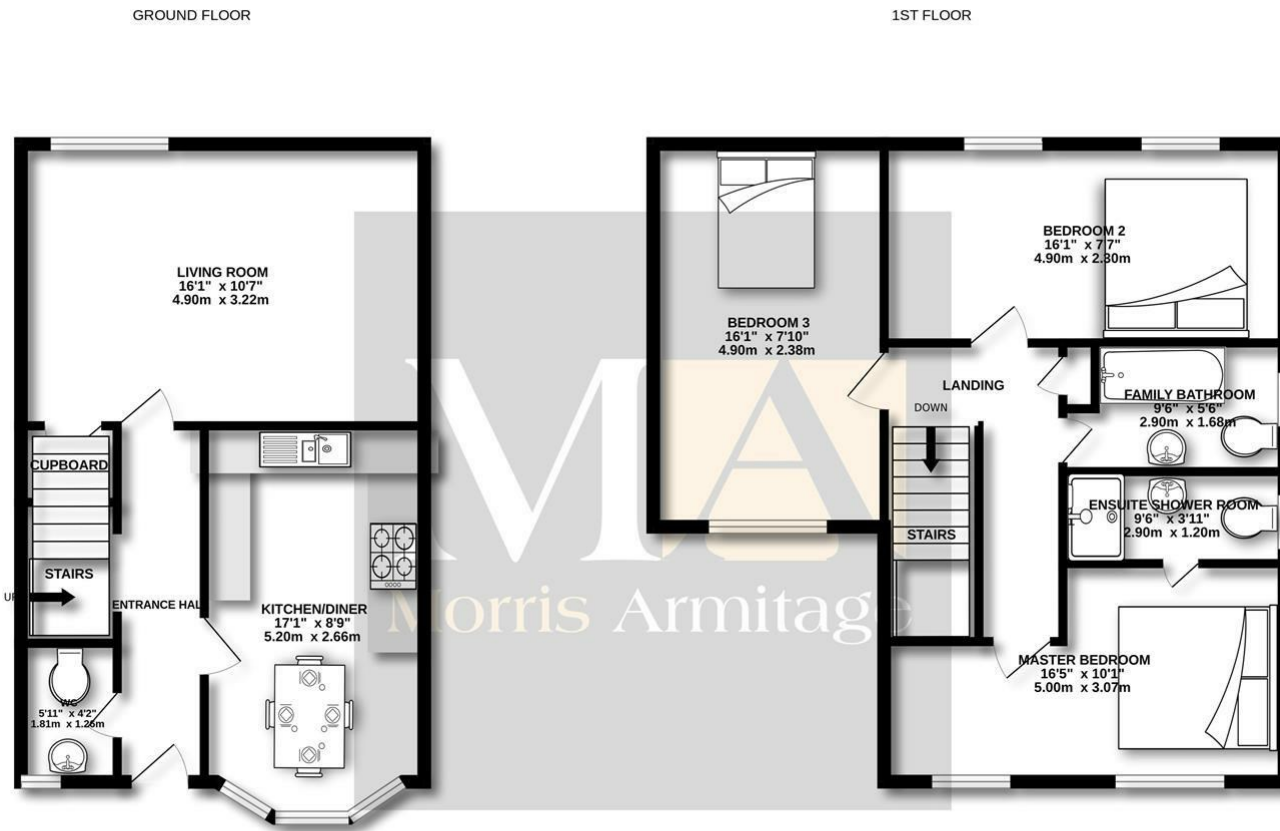 GROUND FLOOR
1ST FLOOR
LIVING ROOM
16'1" x 10'7"
4.90m x 3.22m
CUPBOARD
STAIRS
UP
ENTRANCE HALL
KITCHEN/DINER
17'1" x 8'9"
5.20m x 2.66m
WC
5'11" x 4'2"
1.81m x 1.26m
BEDROOM 2
16'1" x 7'7"
4.90m x 2.30m
BEDROOM 3
16'1" x 7'10"
4.90m x 2.38m
LANDING
DOWN
FAMILY BATHROOM
9'6" x 5'6"
2.90m x 1.68m
ENSUITE SHOWER ROOM
9'6" x 3'11"
2.90m x 1.20m
STAIRS
MASTER BEDROOM
16'5" x 10'1"
5.00m x 3.07m
MA
Morris Armitage